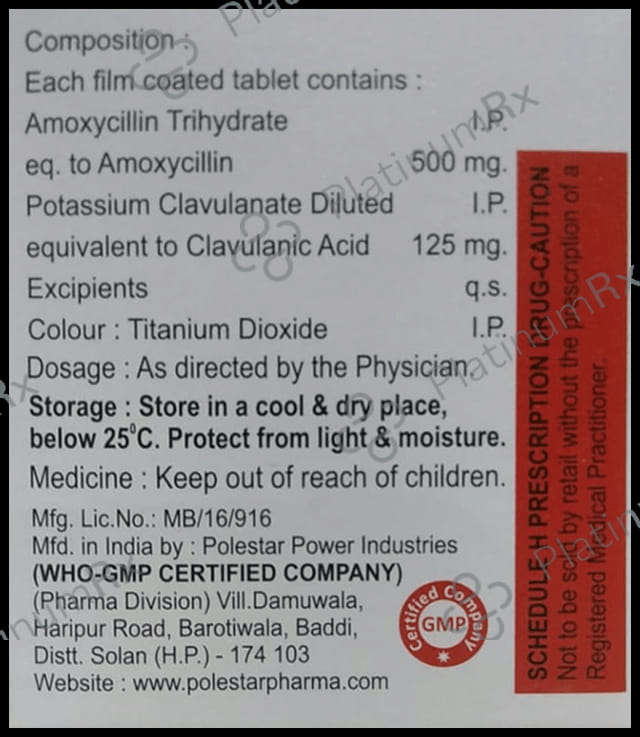 Composition :
Each film coated tablet contains :
Amoxycillin Trihydrate I.P.
eq. to Amoxycillin 500 mg.
Potassium Clavulanate Diluted I.P.
equivalent to Clavulanic Acid 125 mg.
Excipients q.s.
Colour : Titanium Dioxide I.P.
Dosage : As directed by the Physician.
Storage : Store in a cool & dry place,
below 25⁰C. Protect from light & moisture.
Medicine : Keep out of reach of children.
Mfg. Lic.No.: MB/16/916
Mfd. in India by : Polestar Power Industries
(WHO-GMP CERTIFIED COMPANY)
(Pharma Division) Vill.Damuwala,
Haripur Road, Barotiwala, Baddi,
Distt. Solan (H.P.) - 174 103
Website : www.polestarpharma.com
Certified Company
GMP
SCHEDULE H PRESCRIPTION DRUG-CAUTION
Not to be sold by retail without the prescription of a
Registered Medical Practitioner.
PlatinumRx
PlatinumRx
PlatinumRx